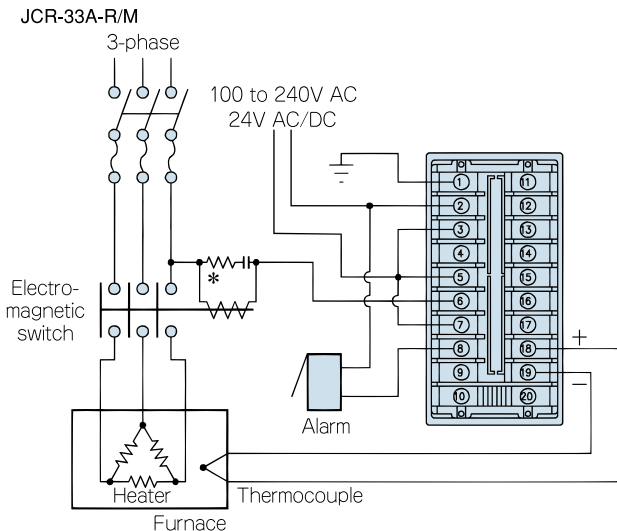 JCR-33A-R/M
3-phase
100 to 240V AC
24V AC/DC
Electro-
magnetic
switch
*
1
2
3
4
5
6
7
8
9
10
11
12
13
14
15
16
17
18
19
20
+
−
Alarm
Heater
Thermocouple
Furnace